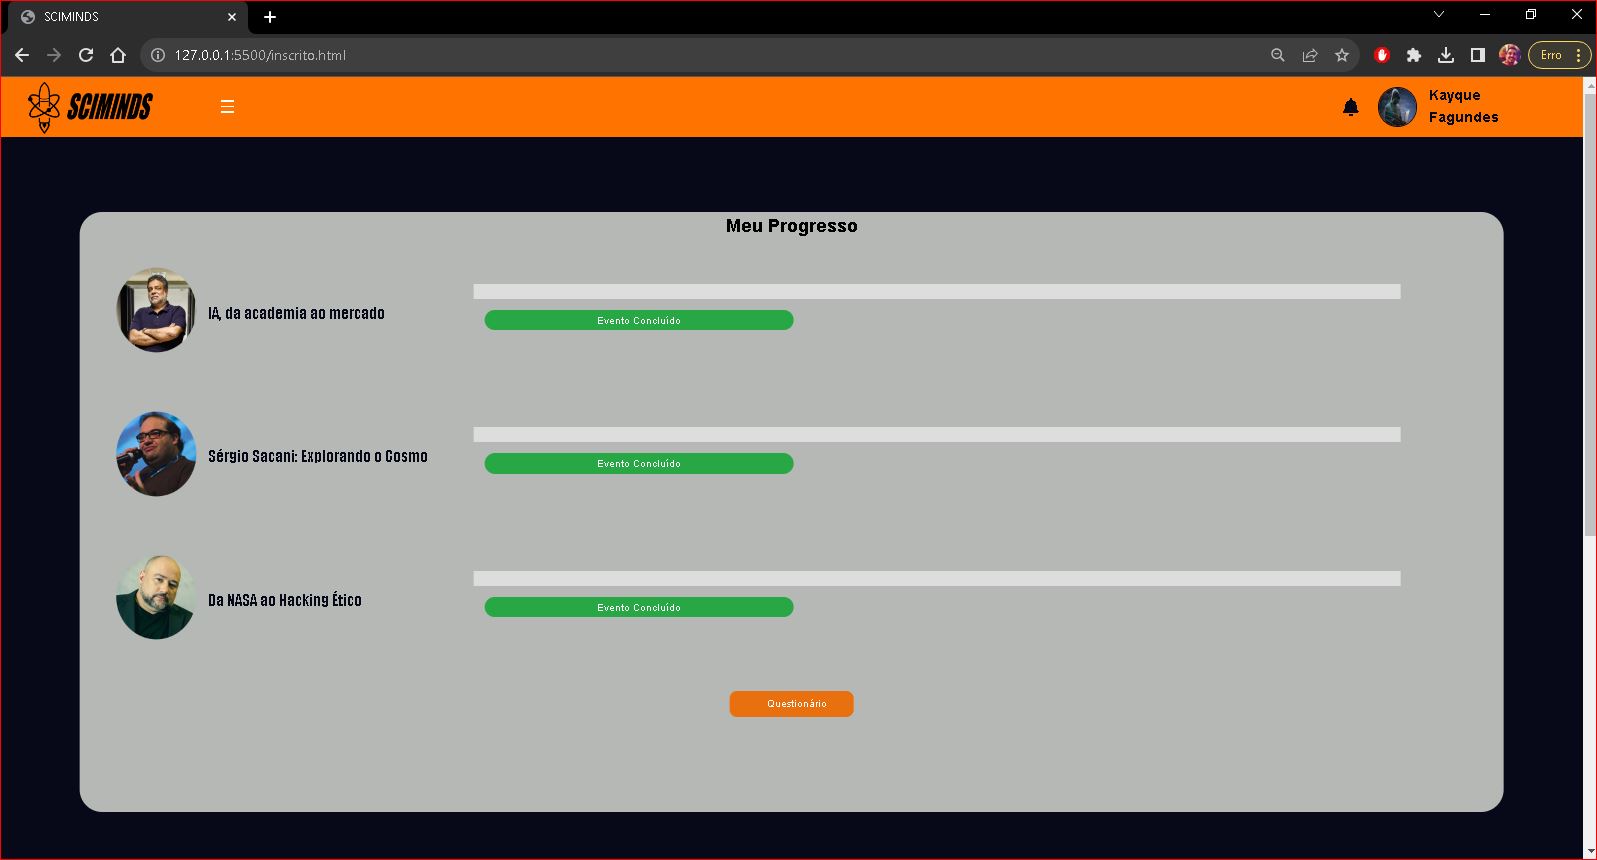 SCIMINDS
127.0.0.1:5500/inscrito.html
Erro
SCIMINDS
Kayque
Fagundes
Meu Progresso
IA, da academia ao mercado
Evento Concluído
Sérgio Sacani: Explorando o Cosmo
Evento Concluído
Da NASA ao Hacking Ético
Evento Concluído
Questionário